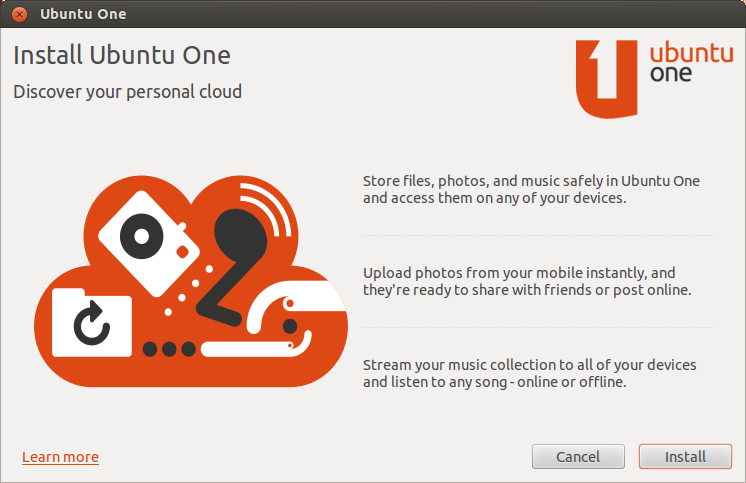 Ubuntu One
Install Ubuntu One
Discover your personal cloud
ubuntu
one
Store files, photos, and music safely in Ubuntu One
and access them on any of your devices.
Upload photos from your mobile instantly, and
they're ready to share with friends or post online.
Stream your music collection to all of your devices
and listen to any song - online or offline.
Learn more
Cancel
Install